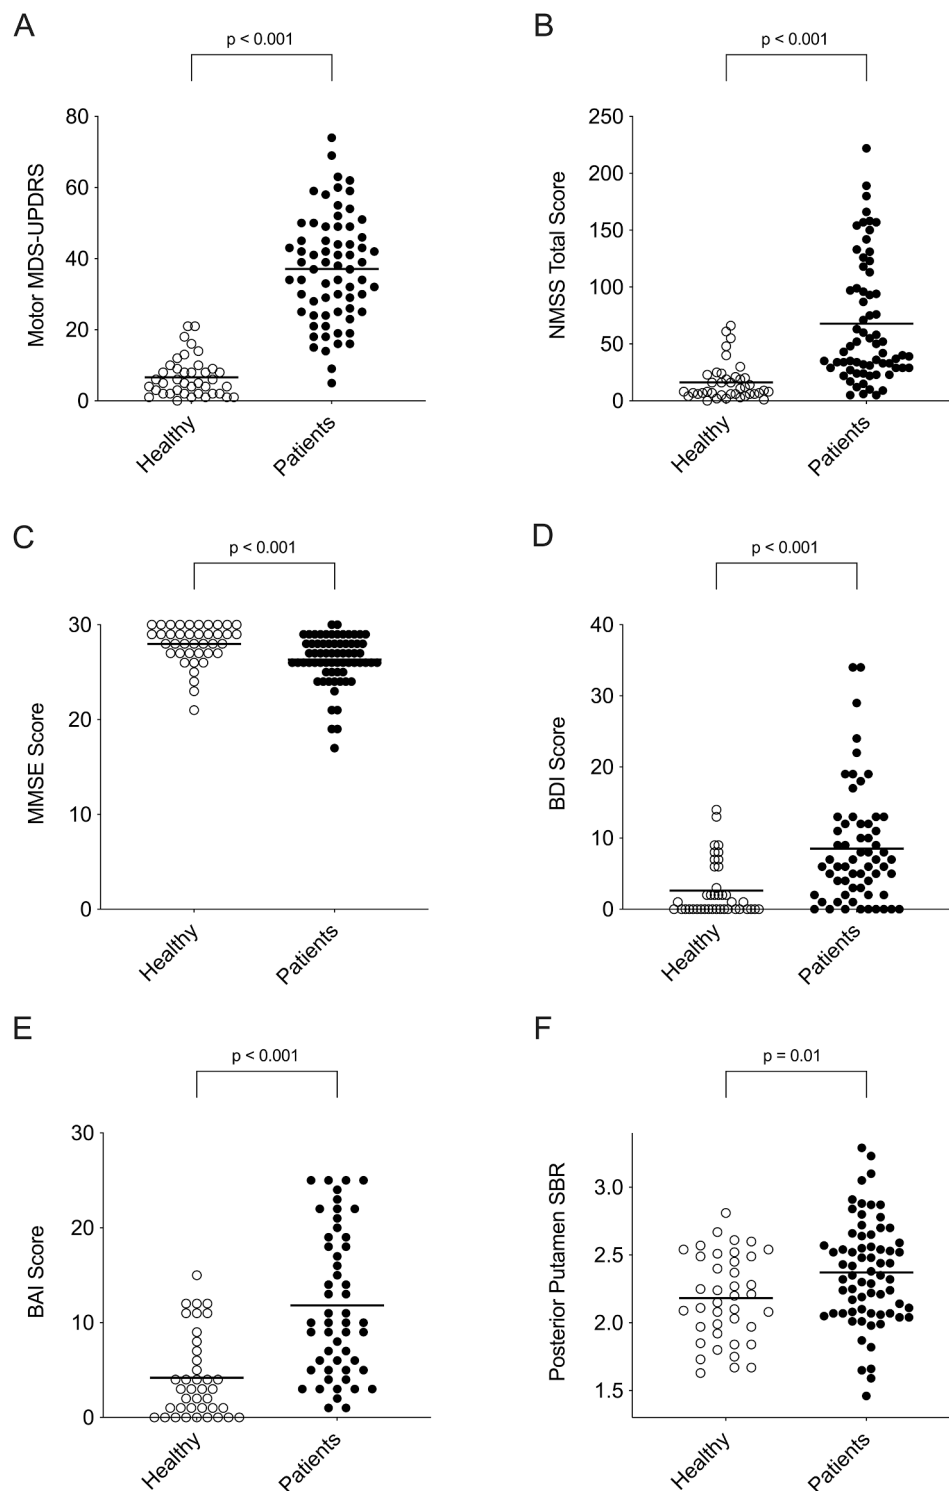 A
p < 0.001
Motor MDS-UPDRS
80
60
40
20
0
Healthy
Patients
B
p < 0.001
NMSS Total Score
250
200
150
100
50
0
Healthy
Patients
C
p < 0.001
MMSE Score
30
20
10
0
Healthy
Patients
D
p < 0.001
BDI Score
40
30
20
10
0
Healthy
Patients
E
p < 0.001
BAI Score
30
20
10
0
Healthy
Patients
F
p = 0.01
Posterior Putamen SBR
3.0
2.5
2.0
1.5
Healthy
Patients